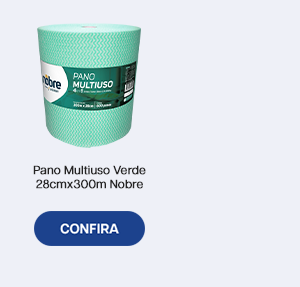 nobre
PANO
MULTIUSO
Pano Multiuso Verde
28cmx300m Nobre
CONFIRA